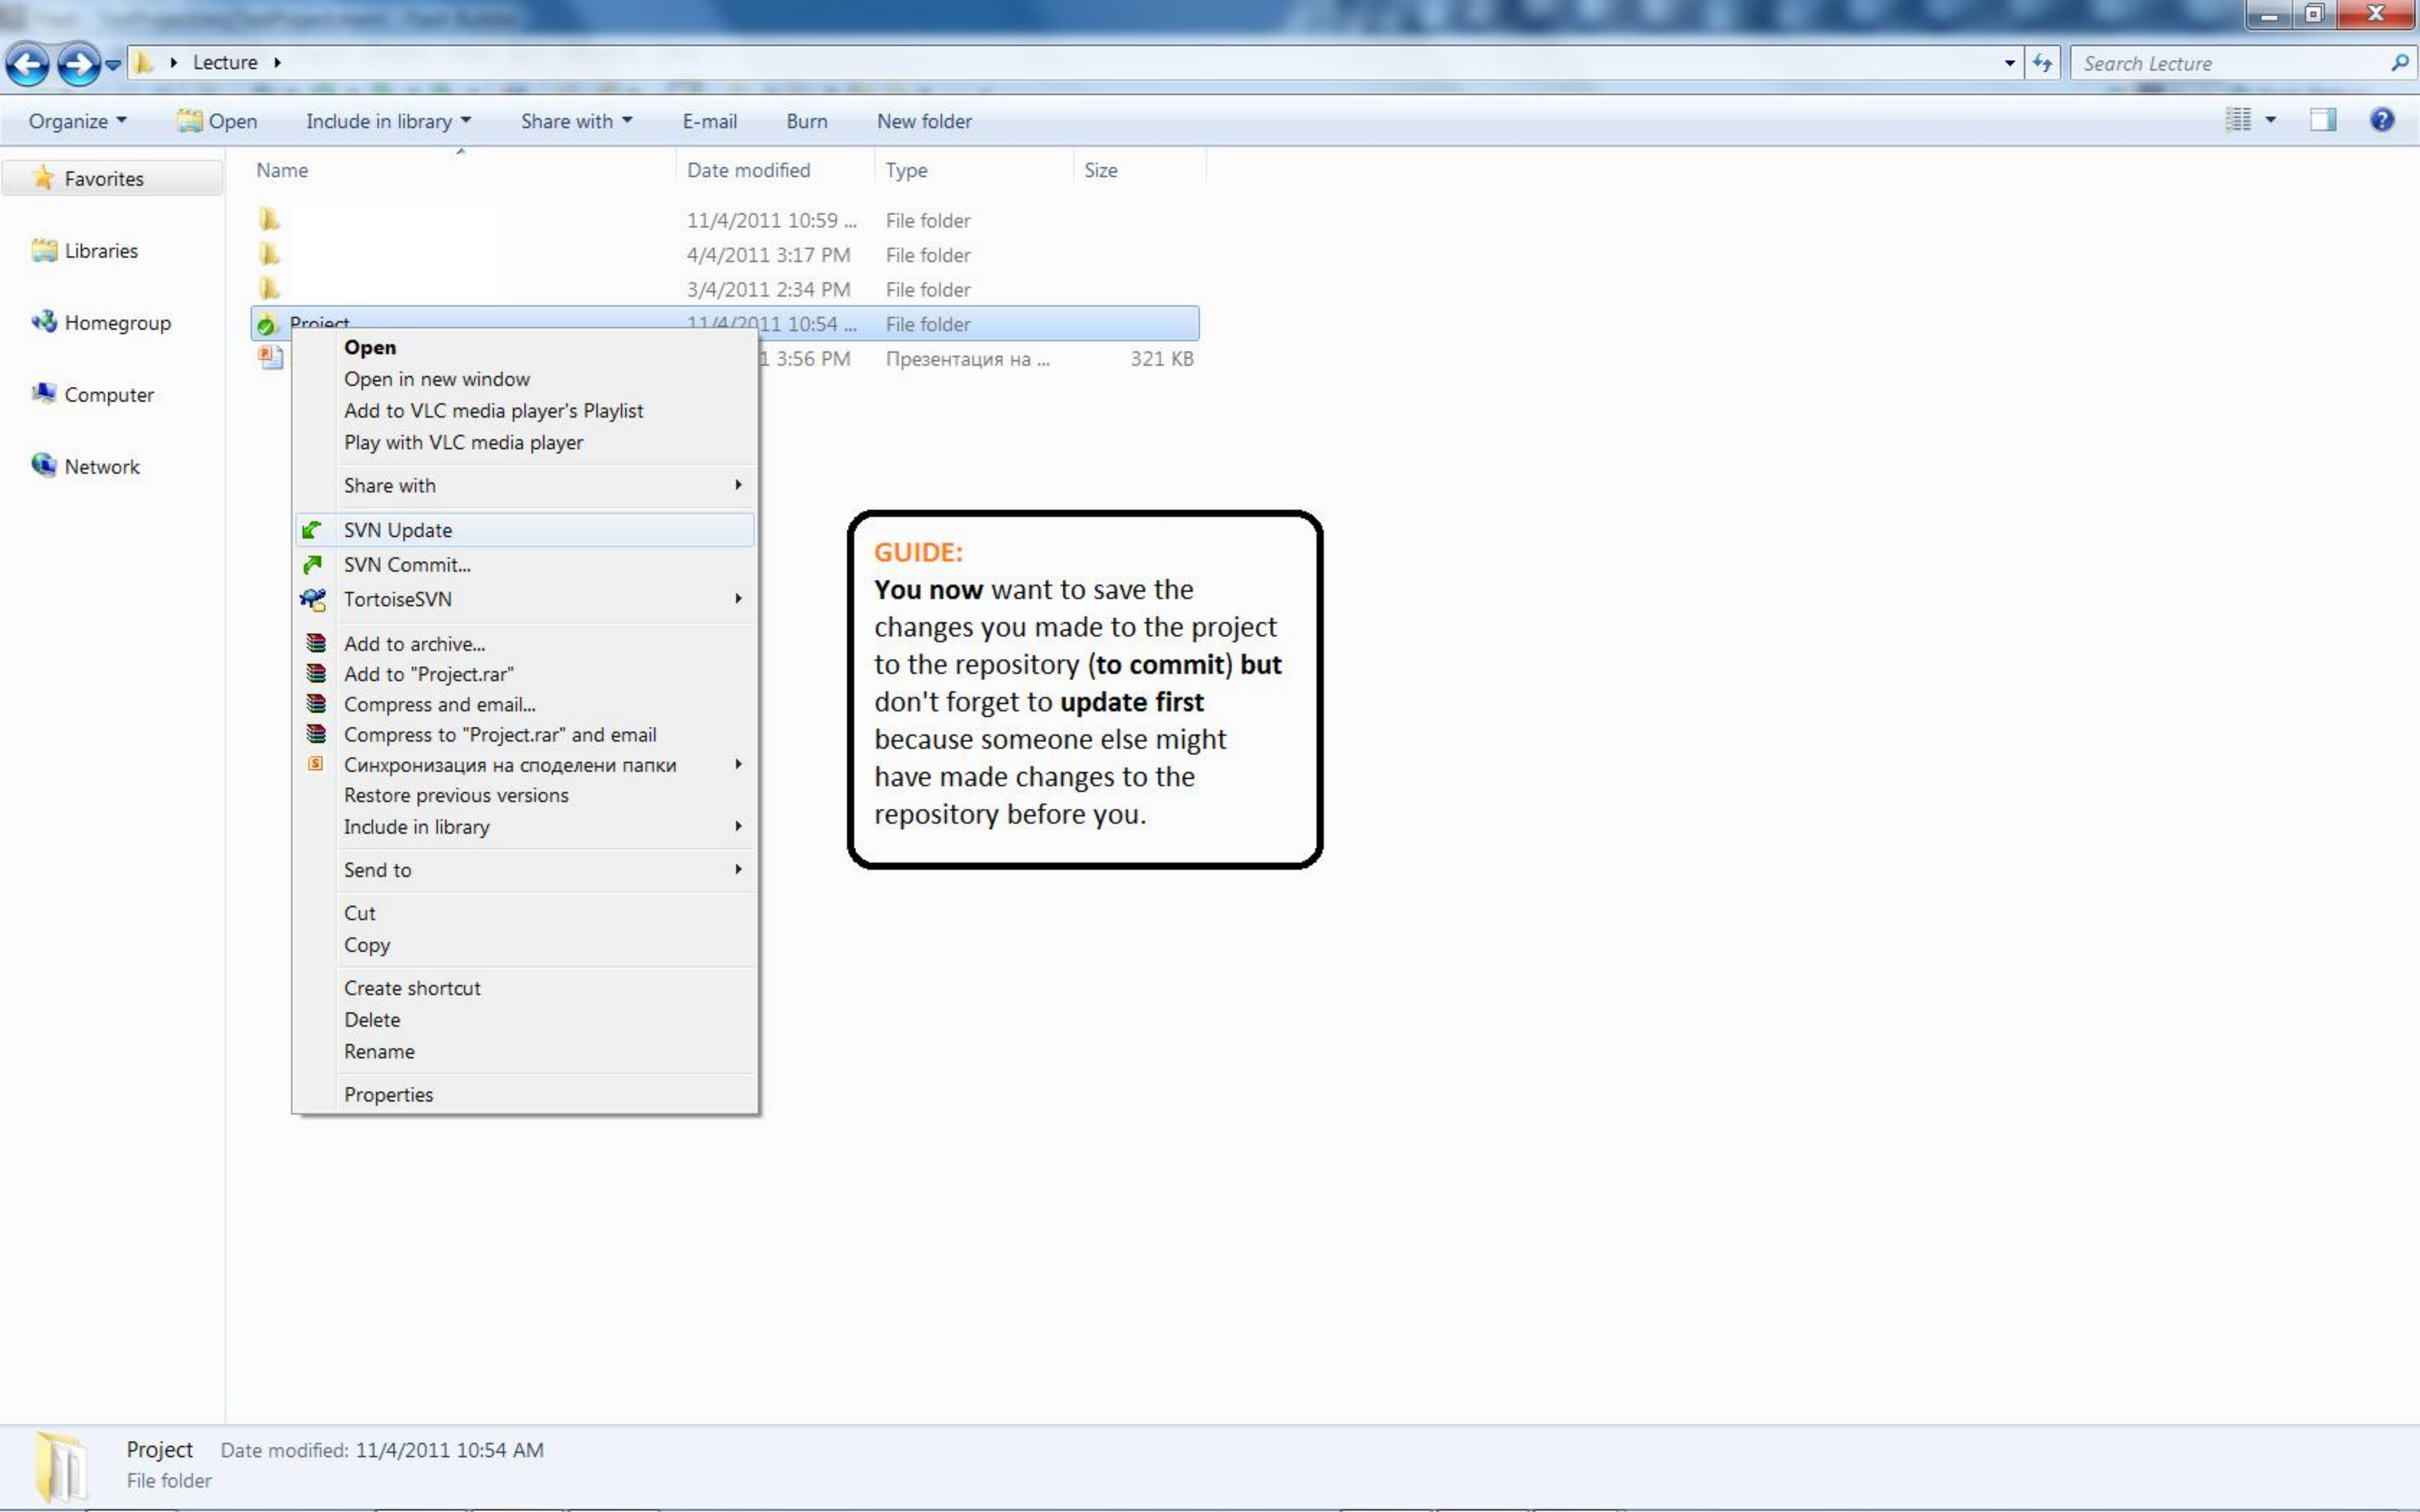 Lecture
Search Lecture
Organize
Open
Include in library
Share with
E-mail
Burn
New folder
Name
Date modified
Type
Size
Favorites
Libraries
Homegroup
Computer
Network
11/4/2011 10:59 ... File folder
4/4/2011 3:17 PM File folder
3/4/2011 2:34 PM File folder
Project 11/4/2011 10:54 ... File folder
1 3:56 PM Презентация на ... 321 KB
Open
Open in new window
Add to VLC media player's Playlist
Play with VLC media player
Share with
SVN Update
SVN Commit...
TortoiseSVN
Add to archive...
Add to "Project.rar"
Compress and email...
Compress to "Project.rar" and email
Синхронизация на споделени папки
Restore previous versions
Include in library
Send to
Cut
Copy
Create shortcut
Delete
Rename
Properties
GUIDE:
You now want to save the
changes you made to the project
to the repository (to commit) but
don't forget to update first
because someone else might
have made changes to the
repository before you.
Project Date modified: 11/4/2011 10:54 AM
File folder